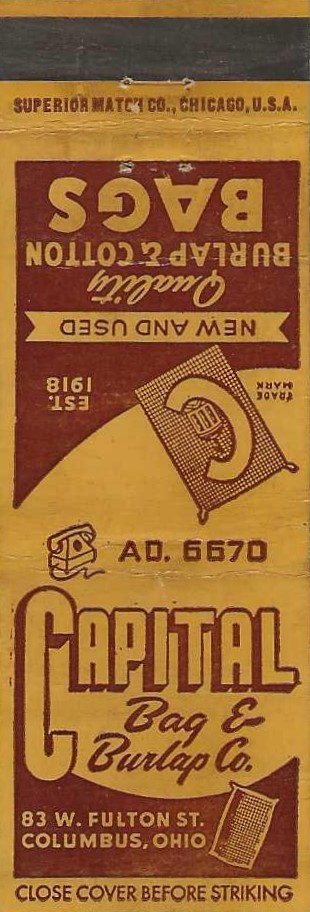 SUPERIOR MATCH CO., CHICAGO, U.S.A.
BAGS
BURLAP & COTTON
Quality
NEW AND USED
EST.
1918
TRADE
MARK
C
AD. 6670
CAPITAL
Bag &
Burlap Co.
83 W. FULTON ST.
COLUMBUS, OHIO
CLOSE COVER BEFORE STRIKING